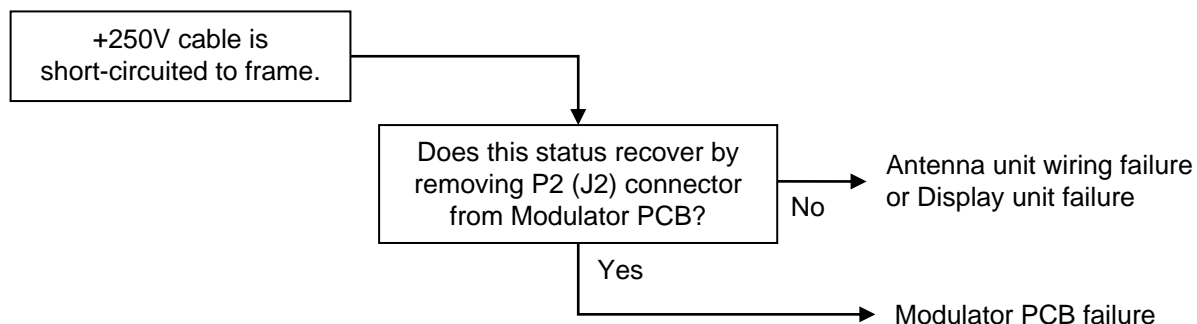 +250V cable is
short-circuited to frame.
Does this status recover by
removing P2 (J2) connector
from Modulator PCB?
No
Antenna unit wiring failure
or Display unit failure
Yes
Modulator PCB failure